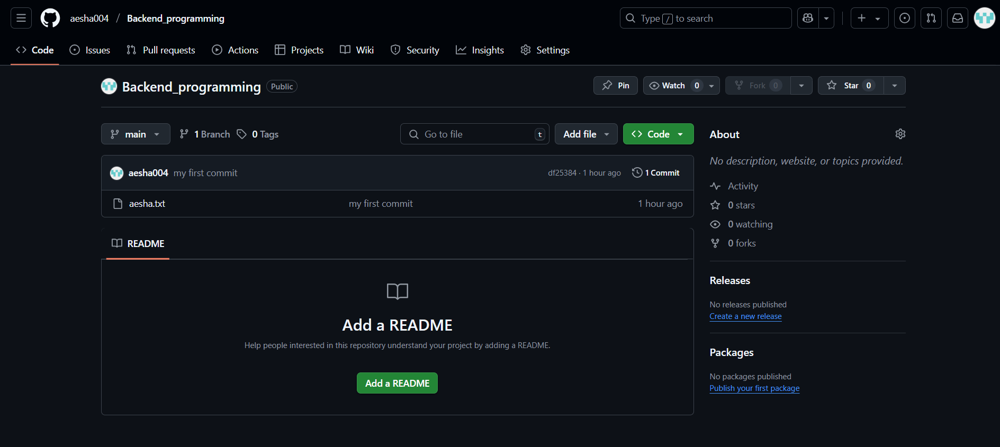 aesha004 / Backend_programming
Type / to search
Code Issues Pull requests Actions Projects Wiki Security Insights Settings
Backend_programming Public
Pin Watch 0 Fork 0 Star 0
main 1 Branch 0 Tags Go to file t Add file Code
aesha004 my first commit df25384 · 1 hour ago 1 Commit
aesha.txt my first commit 1 hour ago
README
Add a README
Help people interested in this repository understand your project by adding a README.
Add a README
About
No description, website, or topics provided.
Activity
0 stars
0 watching
0 forks
Releases
No releases published
Create a new release
Packages
No packages published
Publish your first package